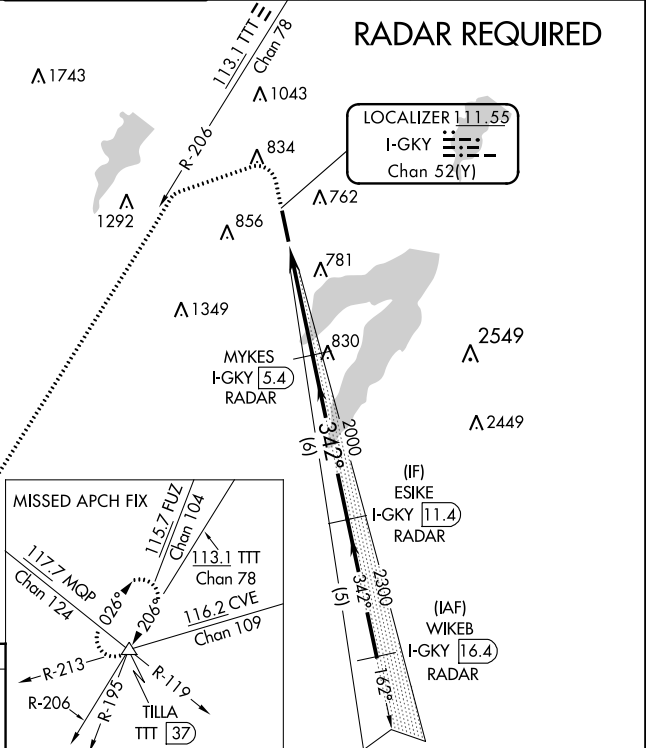 RADAR REQUIRED
113.1 TTT
Chan 78
R-206
1743
1043
LOCALIZER 111.55
I-GKY
Chan 52(Y)
834
762
1292
856
781
1349
830
2549
MYKES
I-GKY 5.4
RADAR
2449
2000
342°
(6)
(IF)
ESIKE
I-GKY 11.4
RADAR
2300
342°
(5)
(IAF)
WIKEB
I-GKY 16.4
RADAR
162°
MISSED APCH FIX
115.7 FUZ
Chan 104
113.1 TTT
Chan 78
117.7 MQP
Chan 124
026°
206°
116.2 CVE
Chan 109
R-213
R-206
R-195
R-119
TILLA
TTT 37